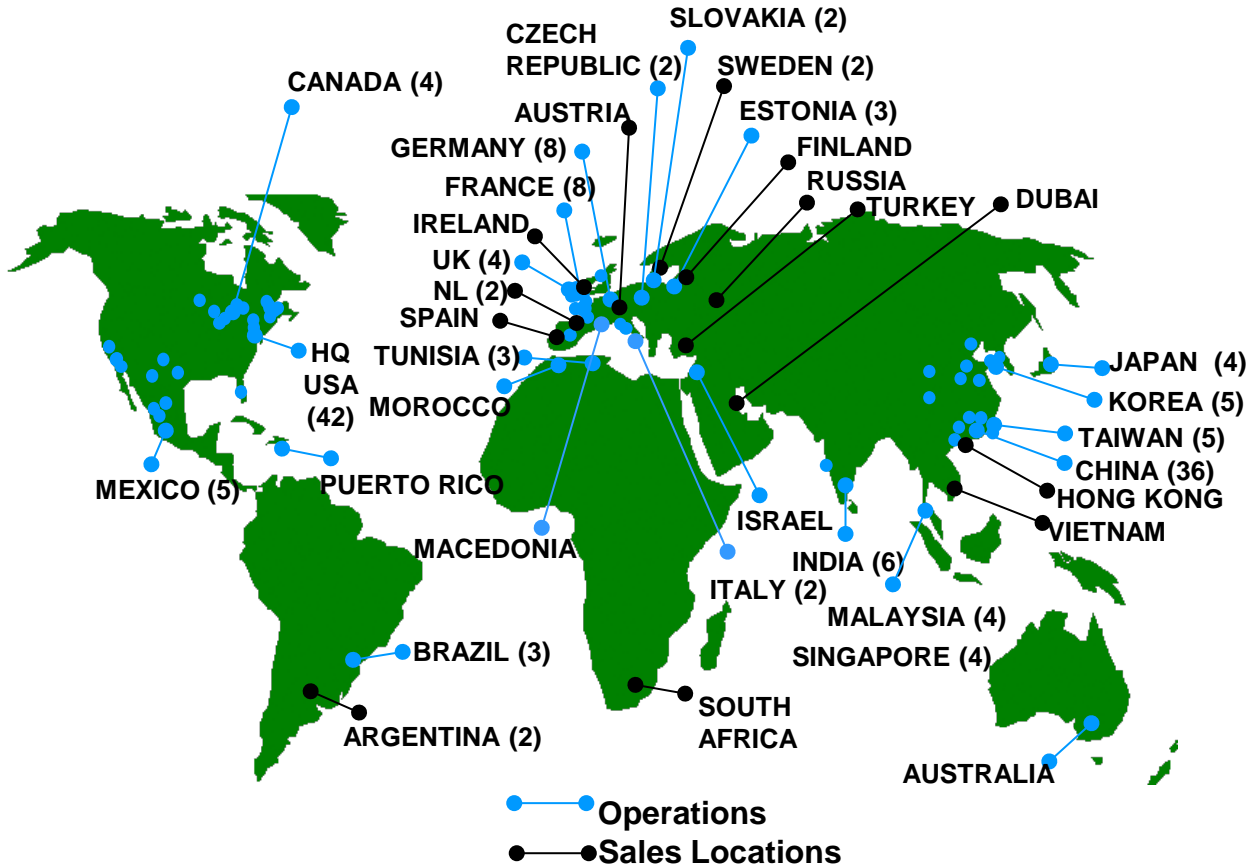 SLOVAKIA (2)
CZECH
REPUBLIC (2)
SWEDEN (2)
CANADA (4)
AUSTRIA
ESTONIA (3)
GERMANY (8)
FINLAND
FRANCE (8)
RUSSIA
TURKEY
DUBAI
IRELAND
UK (4)
NL (2)
SPAIN
TUNISIA (3)
MOROCCO
HQ
USA
(42)
JAPAN (4)
KOREA (5)
TAIWAN (5)
CHINA (36)
HONG KONG
VIETNAM
MEXICO (5)
PUERTO RICO
MACEDONIA
ISRAEL
INDIA (6)
ITALY (2)
MALAYSIA (4)
SINGAPORE (4)
BRAZIL (3)
ARGENTINA (2)
SOUTH
AFRICA
AUSTRALIA
Operations
Sales Locations